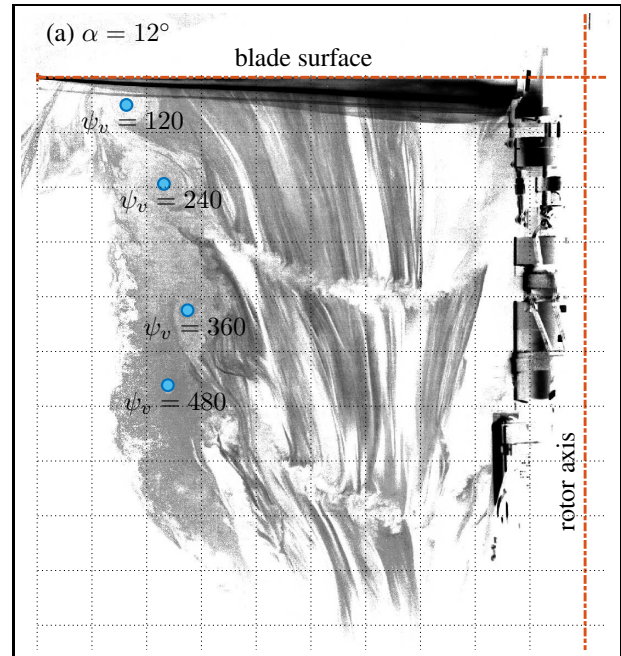 (a) α = 12°
blade surface
ψᵥ = 120
ψᵥ = 240
ψᵥ = 360
ψᵥ = 480
rotor axis